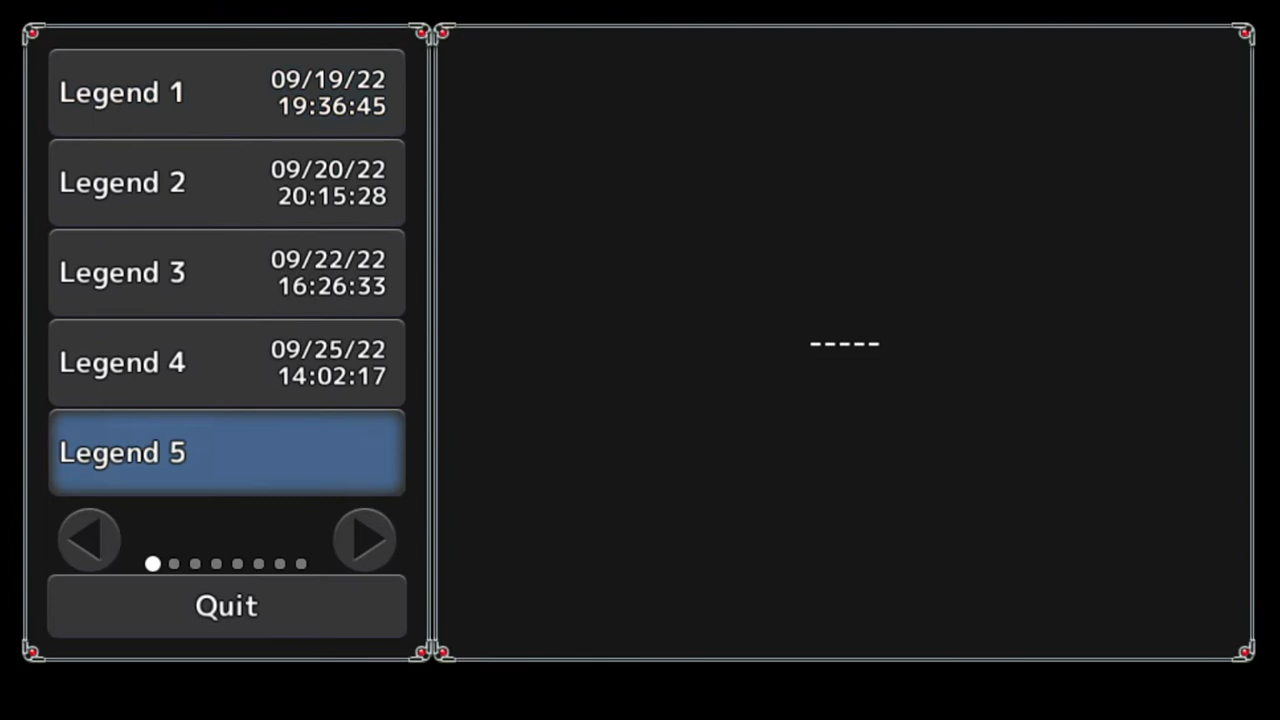 Legend 1
09/19/22
19:36:45
Legend 2
09/20/22
20:15:28
Legend 3
09/22/22
16:26:33
Legend 4
09/25/22
14:02:17
Legend 5
Quit
-----